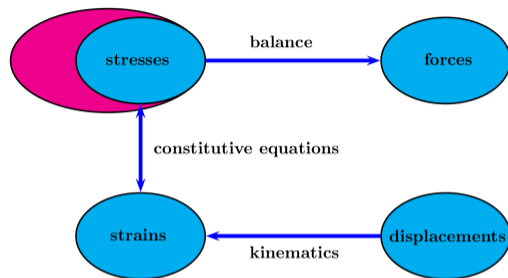 balance
stresses
forces
constitutive equations
strains
displacements
kinematics